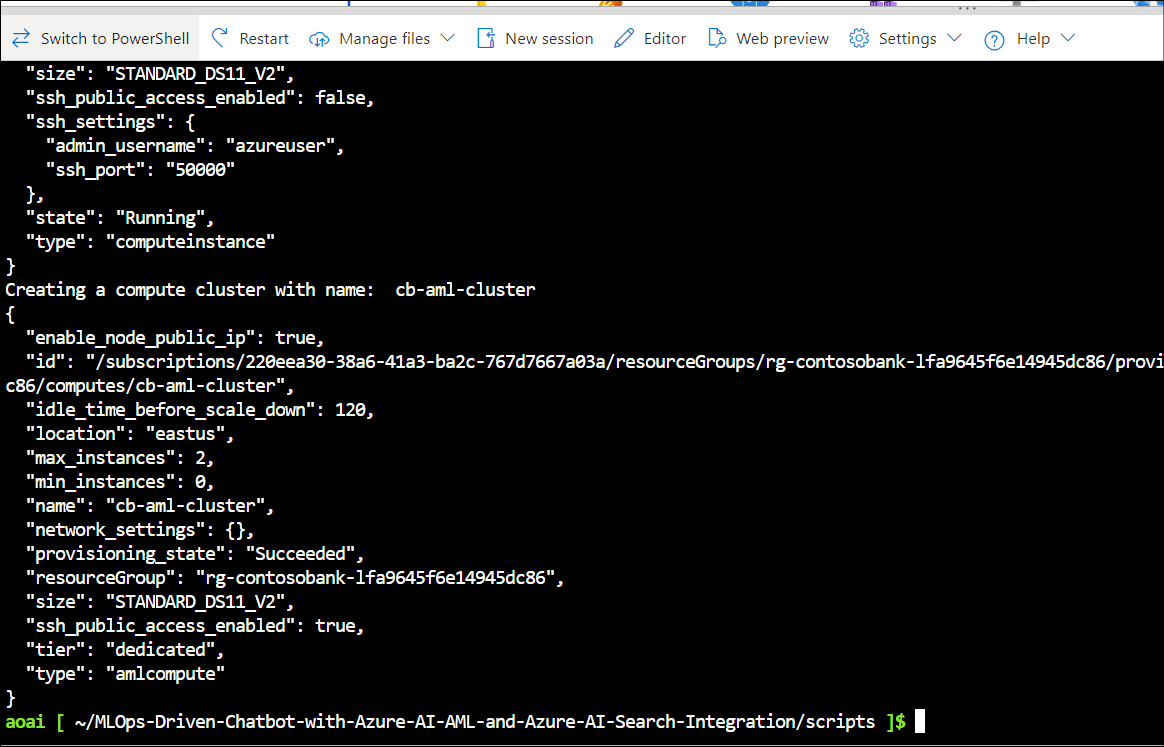 Switch to PowerShell Restart Manage files New session Editor Web preview Settings Help
"size": "STANDARD_DS11_V2",
"ssh_public_access_enabled": false,
"ssh_settings": {
"admin_username": "azureuser",
"ssh_port": "50000"
},
"state": "Running",
"type": "computeinstance"
}
Creating a compute cluster with name:  cb-aml-cluster
{
"enable_node_public_ip": true,
"id": "/subscriptions/220eea30-38a6-41a3-ba2c-767d7667a03a/resourceGroups/rg-contosobank-lfa9645f6e14945dc86/provi
c86/computes/cb-aml-cluster",
"idle_time_before_scale_down": 120,
"location": "eastus",
"max_instances": 2,
"min_instances": 0,
"name": "cb-aml-cluster",
"network_settings": {},
"provisioning_state": "Succeeded",
"resourceGroup": "rg-contosobank-lfa9645f6e14945dc86",
"size": "STANDARD_DS11_V2",
"ssh_public_access_enabled": true,
"tier": "dedicated",
"type": "amlcompute"
}
aoai [ ~/MLOps-Driven-Chatbot-with-Azure-AI-AML-and-Azure-AI-Search-Integration/scripts ]$